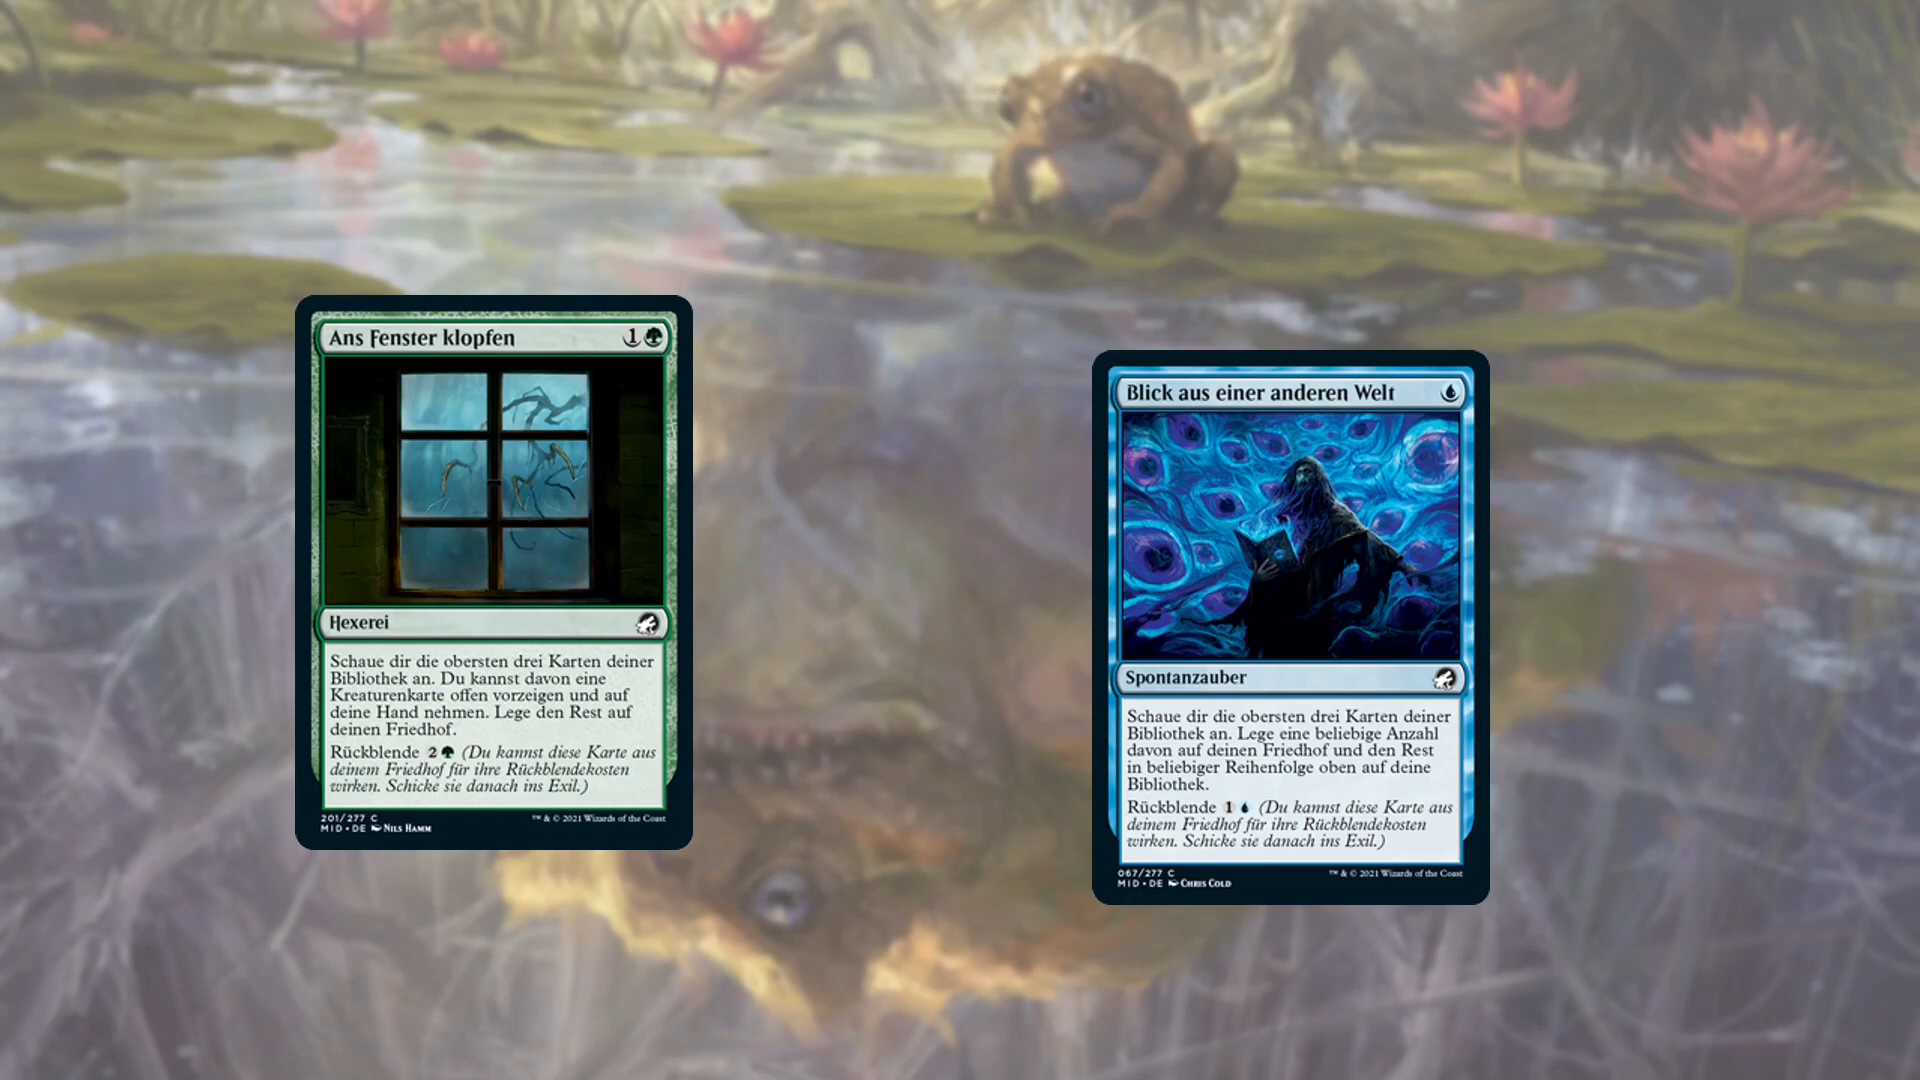 Ans Fenster klopfen
1
Hexerei
Schaue dir die obersten drei Karten deiner
Bibliothek an. Du kannst davon eine
Kreaturenkarte offen vorzeigen und auf
deine Hand nehmen. Lege den Rest auf
deinen Friedhof.
Rückblende 2 (Du kannst diese Karte aus
deinem Friedhof für ihre Rückblendekosten
wirken. Schicke sie danach ins Exil.)
201/277 C
MID • DE Nils Hamm
™ & © 2021 Wizards of the Coast
Blick aus einer anderen Welt
Spontanzauber
Schaue dir die obersten drei Karten deiner
Bibliothek an. Lege eine beliebige Anzahl
davon auf deinen Friedhof und den Rest
in beliebiger Reihenfolge oben auf deine
Bibliothek.
Rückblende 1 (Du kannst diese Karte aus
deinem Friedhof für ihre Rückblendekosten
wirken. Schicke sie danach ins Exil.)
067/277 C
MID • DE Chris Cold
™ & © 2021 Wizards of the Coast